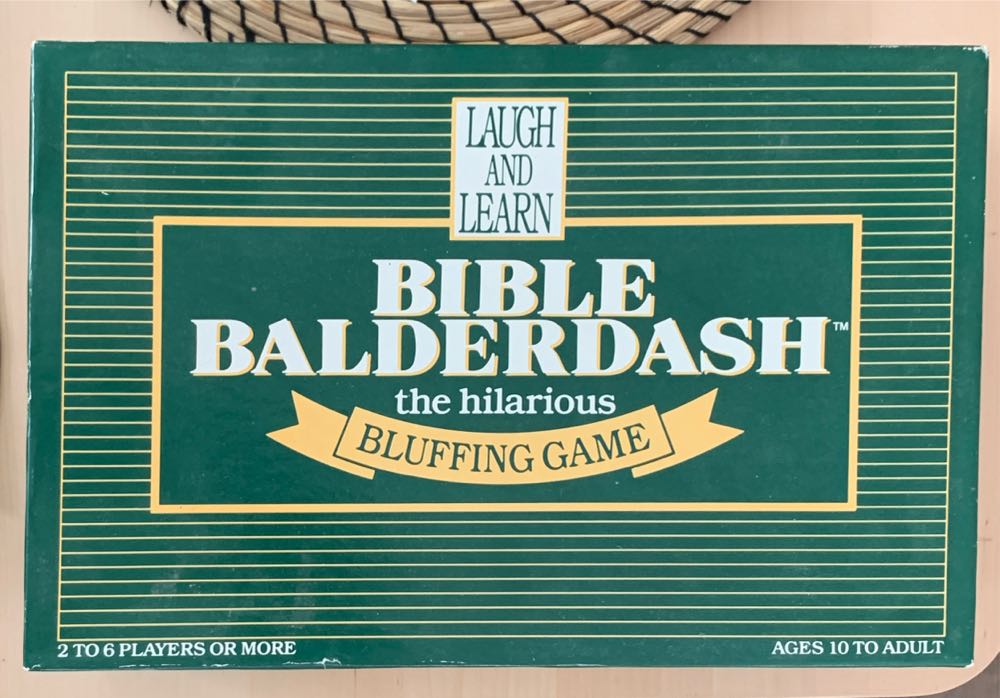 LAUGH
AND
LEARN
BIBLE
BALDERDASH™
the hilarious
BLUFFING GAME
2 TO 6 PLAYERS OR MORE
AGES 10 TO ADULT